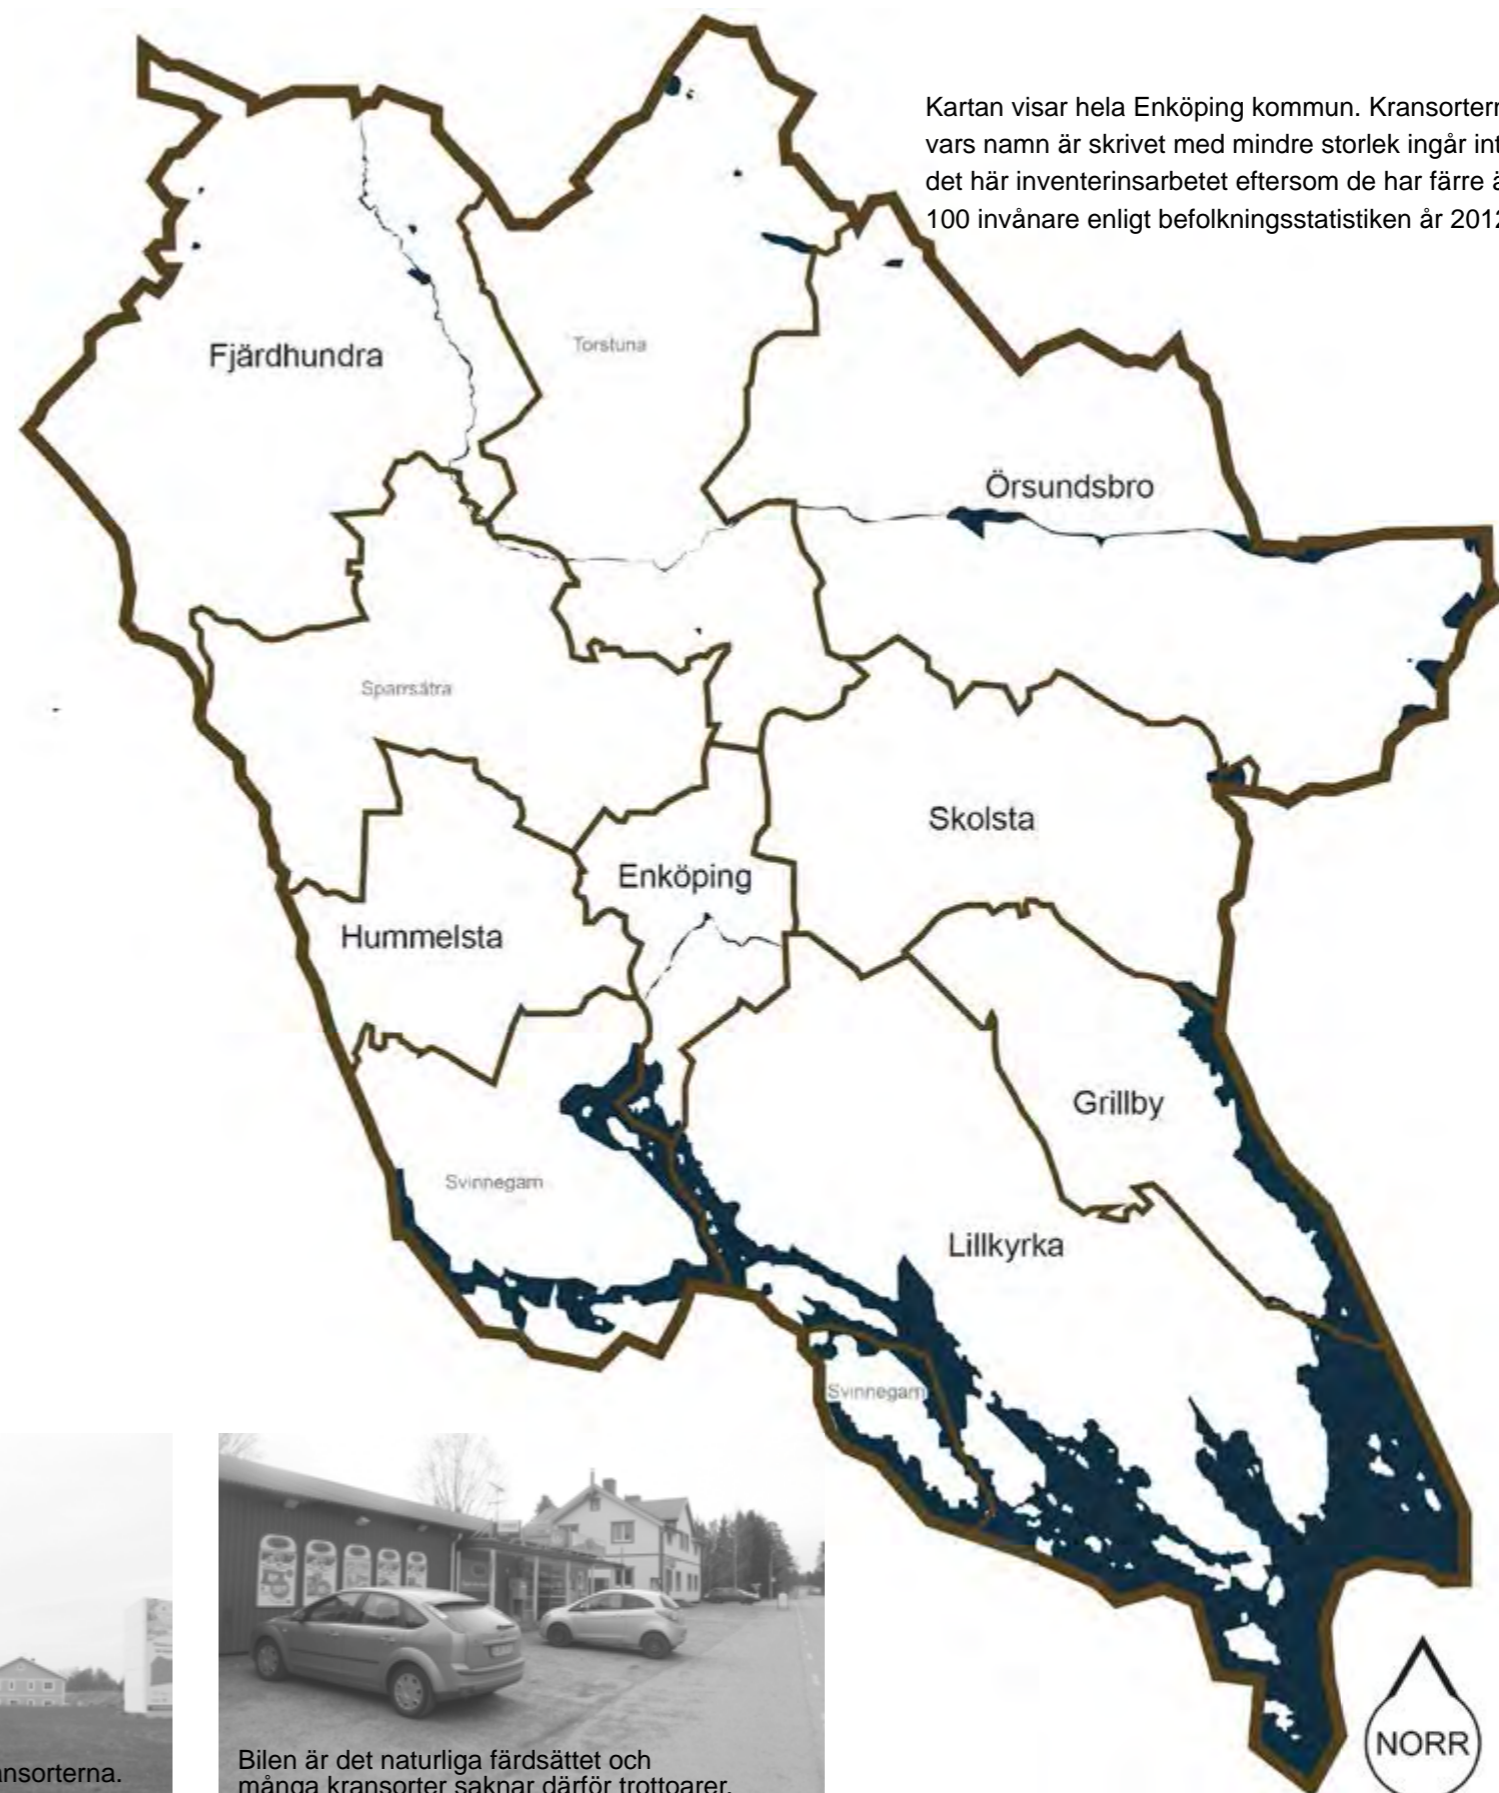 Kartan visar hela Enköping kommun. Kransortern
vars namn är skrivet med mindre storlek ingår int
det här inventerinsarbetet eftersom de har färre ä
100 invånare enligt befolkningsstatistiken år 2012
Fjärdhundra
Torstuna
Örsundsbro
Sparrsätra
Skolsta
Enköping
Hummelsta
Grillby
Svinnegarn
Lillkyrka
Svinnegarn
NORR
ansorterna.
Bilen är det naturliga färdsättet och
många kransorter saknar därför trottoarer.